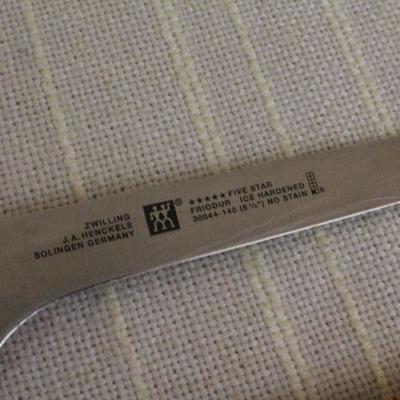 ZWILLING
J.A. HENCKELS
SOLINGEN GERMANY
®
★★★★★ FIVE STAR
FRIODUR ICE HARDENED
30044-140 (5½") NO STAIN